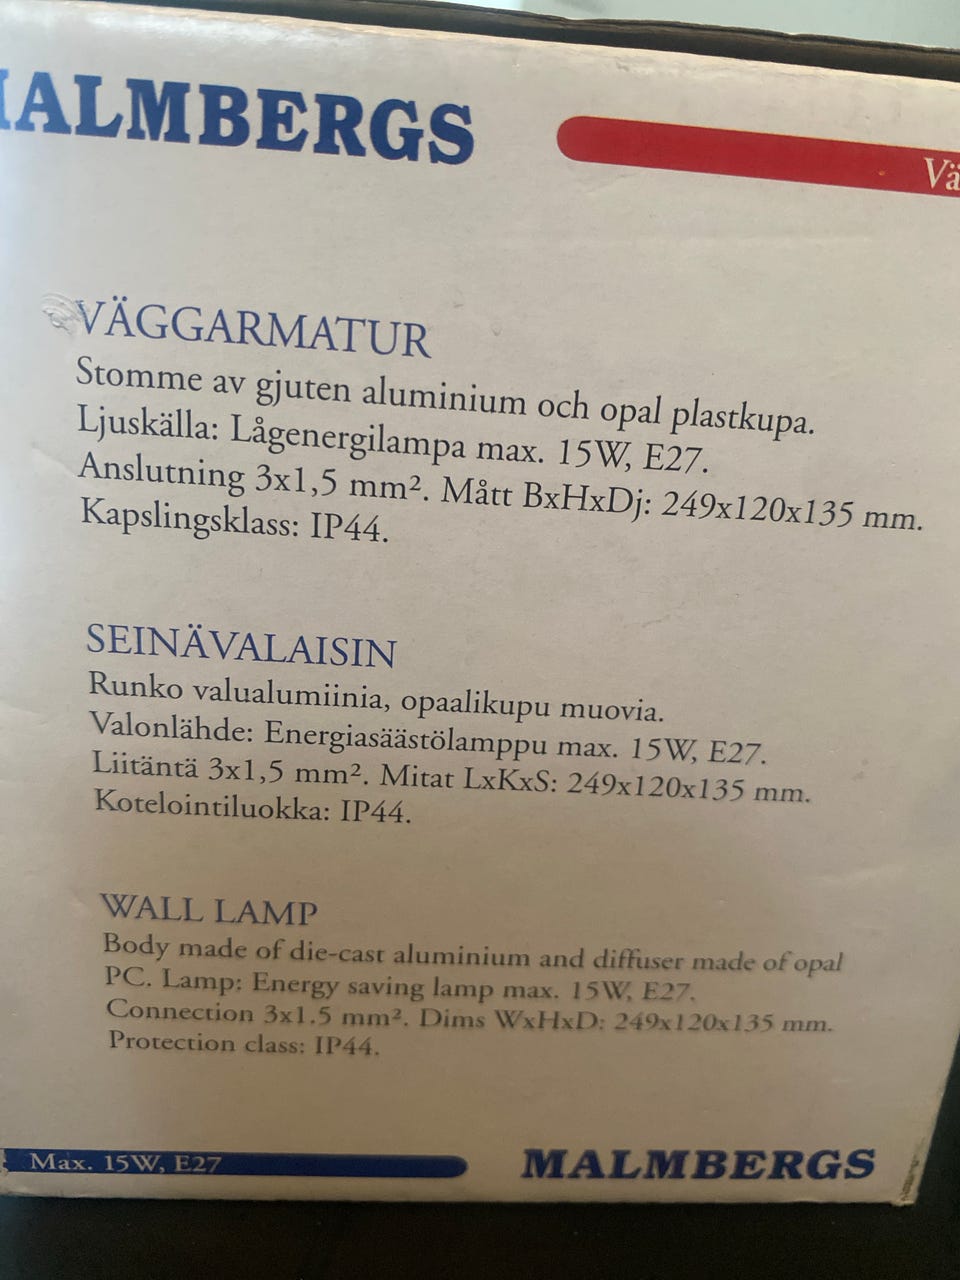 MALMBERGS
Vä
VÄGGARMATUR
Stomme av gjuten aluminium och opal plastkupa.
Ljuskälla: Lågenergilampa max. 15W, E27.
Anslutning 3x1,5 mm². Mått BxHxDj: 249x120x135 mm.
Kapslingsklass: IP44.
SEINÄVALAISIN
Runko valualumiinia, opaalikupu muovia.
Valonlähde: Energiasäästölamppu max. 15W, E27.
Liitäntä 3x1,5 mm². Mitat LxKxS: 249x120x135 mm.
Kotelointiluokka: IP44.
WALL LAMP
Body made of die-cast aluminium and diffuser made of opal
PC. Lamp: Energy saving lamp max. 15W, E27.
Connection 3x1.5 mm². Dims WxHxD: 249x120x135 mm.
Protection class: IP44.
Max. 15W, E27
MALMBERGS